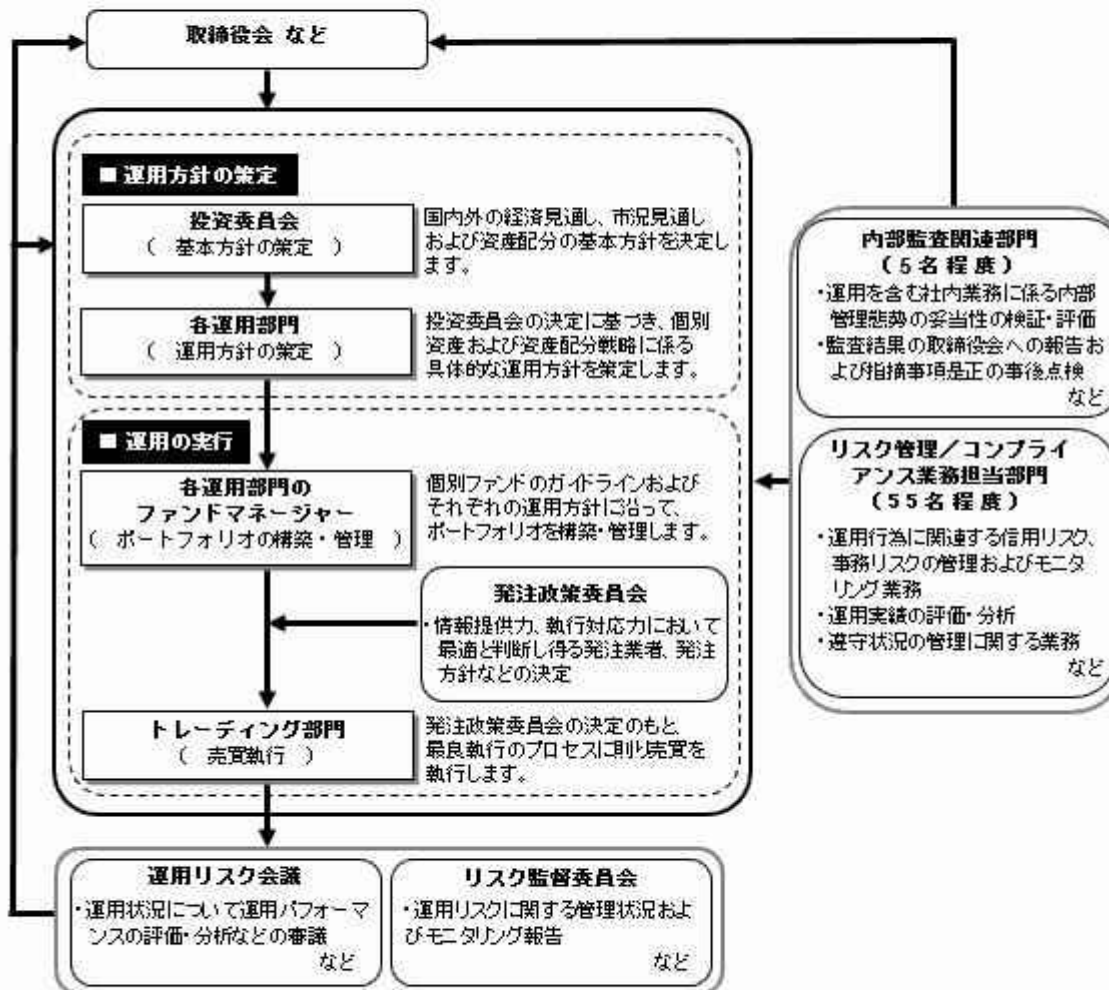 取締役会 など
■ 運用方針の策定
投資委員会
( 基本方針の策定 )
国内外の経済見通し、市況見通し
および資産配分の基本方針を決定し
ます。
各運用部門
( 運用方針の策定 )
投資委員会の決定に基づき、個別
資産および資産配分戦略に係る
具体的な運用方針を策定します。
■ 運用の実行
各運用部門の
ファンドマネージャー
( ポートフォリオの構築・管理 )
個別ファンドのガイドラインおよび
それぞれの運用方針に沿って、
ポートフォリオを構築・管理します。
発注政策委員会
・情報提供力、執行対応力において
最適と判断し得る発注業者、発注
方針などの決定
トレーディング部門
( 売買執行 )
発注政策委員会の決定のもと、
最良執行のプロセスに則り売買を
執行します。
内部監査関連部門
(5名程度)
・運用を含む社内業務に係る内部
管理態勢の妥当性の検証・評価
・監査結果の取締役会への報告お
よび指摘事項是正の事後点検
など
リスク管理/コンプライ
アンス業務担当部門
(55名程度)
・運用行為に関連する信用リスク、
事務リスクの管理およびモニタ
リング業務
・運用実績の評価・分析
・遵守状況の管理に関する業務
など
運用リスク会議
・運用状況について運用パフォーマ
ンスの評価・分析などの審議
など
リスク監督委員会
・運用リスクに関する管理状況およ
びモニタリング報告
など